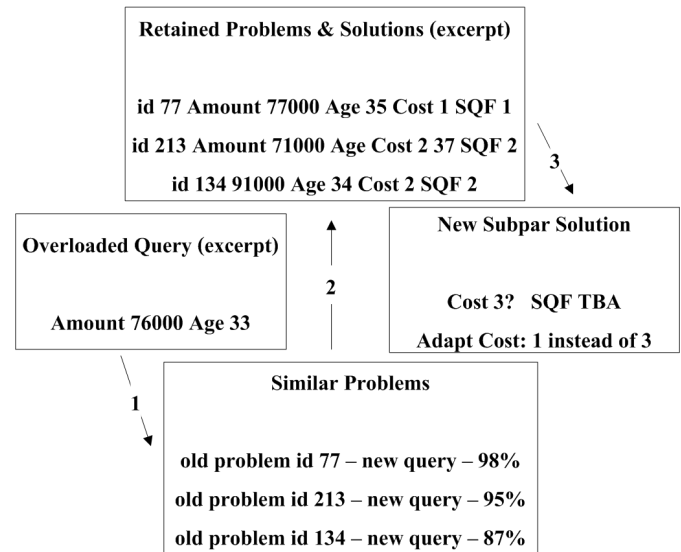 Retained Problems & Solutions (excerpt)
id 77 Amount 77000 Age 35 Cost 1 SQF 1
id 213 Amount 71000 Age Cost 2 37 SQF 2
id 134 91000 Age 34 Cost 2 SQF 2
3
New Subpar Solution
Cost 3? SQF TBA
Adapt Cost: 1 instead of 3
Overloaded Query (excerpt)
Amount 76000 Age 33
2
1
Similar Problems
old problem id 77 – new query – 98%
old problem id 213 – new query – 95%
old problem id 134 – new query – 87%